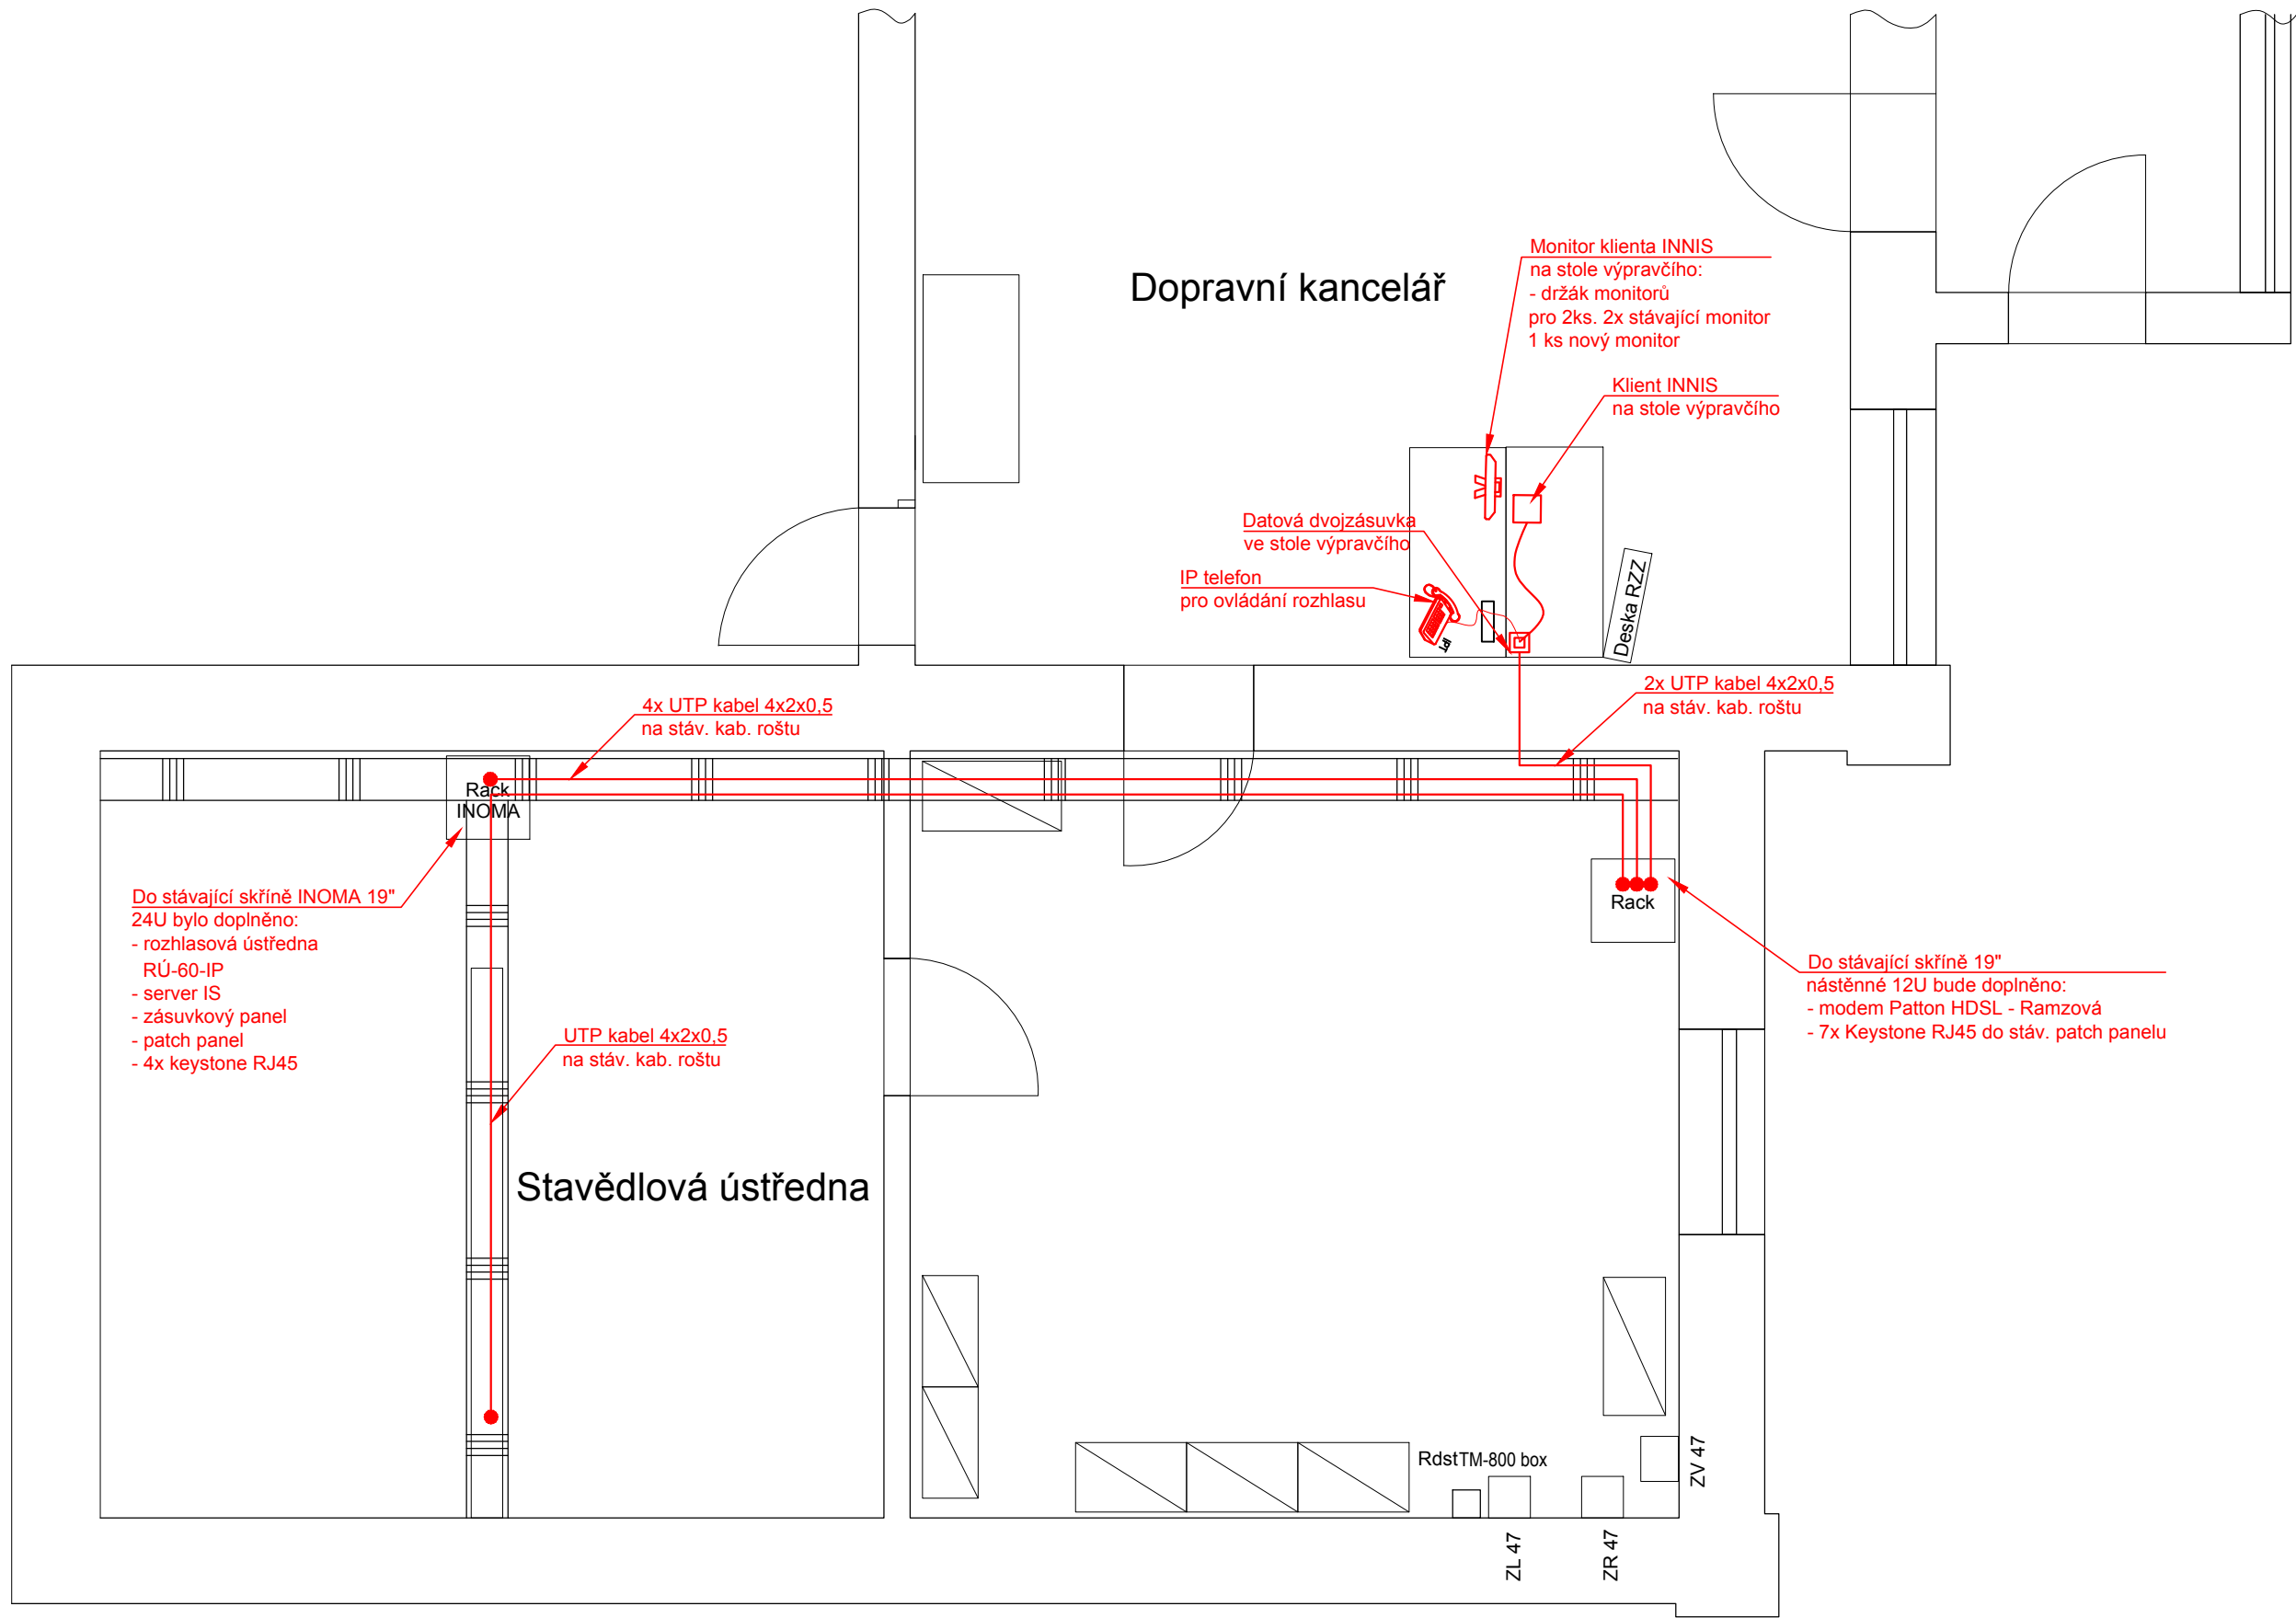 Monitor klienta INNIS
na stole výpravčího:
- držák monitorů
pro 2ks. 2x stávající monitor
1 ks nový monitor
Dopravní kancelář
Klient INNIS
na stole výpravčího
Datová dvojzásuvka
ve stole výpravčího
IP telefon
pro ovládání rozhlasu
IPT
Deska RZZ
4x UTP kabel 4x2x0,5
na stáv. kab. roštu
2x UTP kabel 4x2x0,5
na stáv. kab. roštu
Rack
INOMA
Do stávající skříně INOMA 19"
24U bylo doplněno:
- rozhlasová ústředna
RÚ-60-IP
- server IS
- zásuvkový panel
- patch panel
- 4x keystone RJ45
Rack
Do stávající skříně 19"
nástěnné 12U bude doplněno:
- modem Patton HDSL - Ramzová
- 7x Keystone RJ45 do stáv. patch panelu
UTP kabel 4x2x0,5
na stáv. kab. roštu
Stavědlová ústředna
RdstTM-800 box
ZV 47
ZL 47
ZR 47